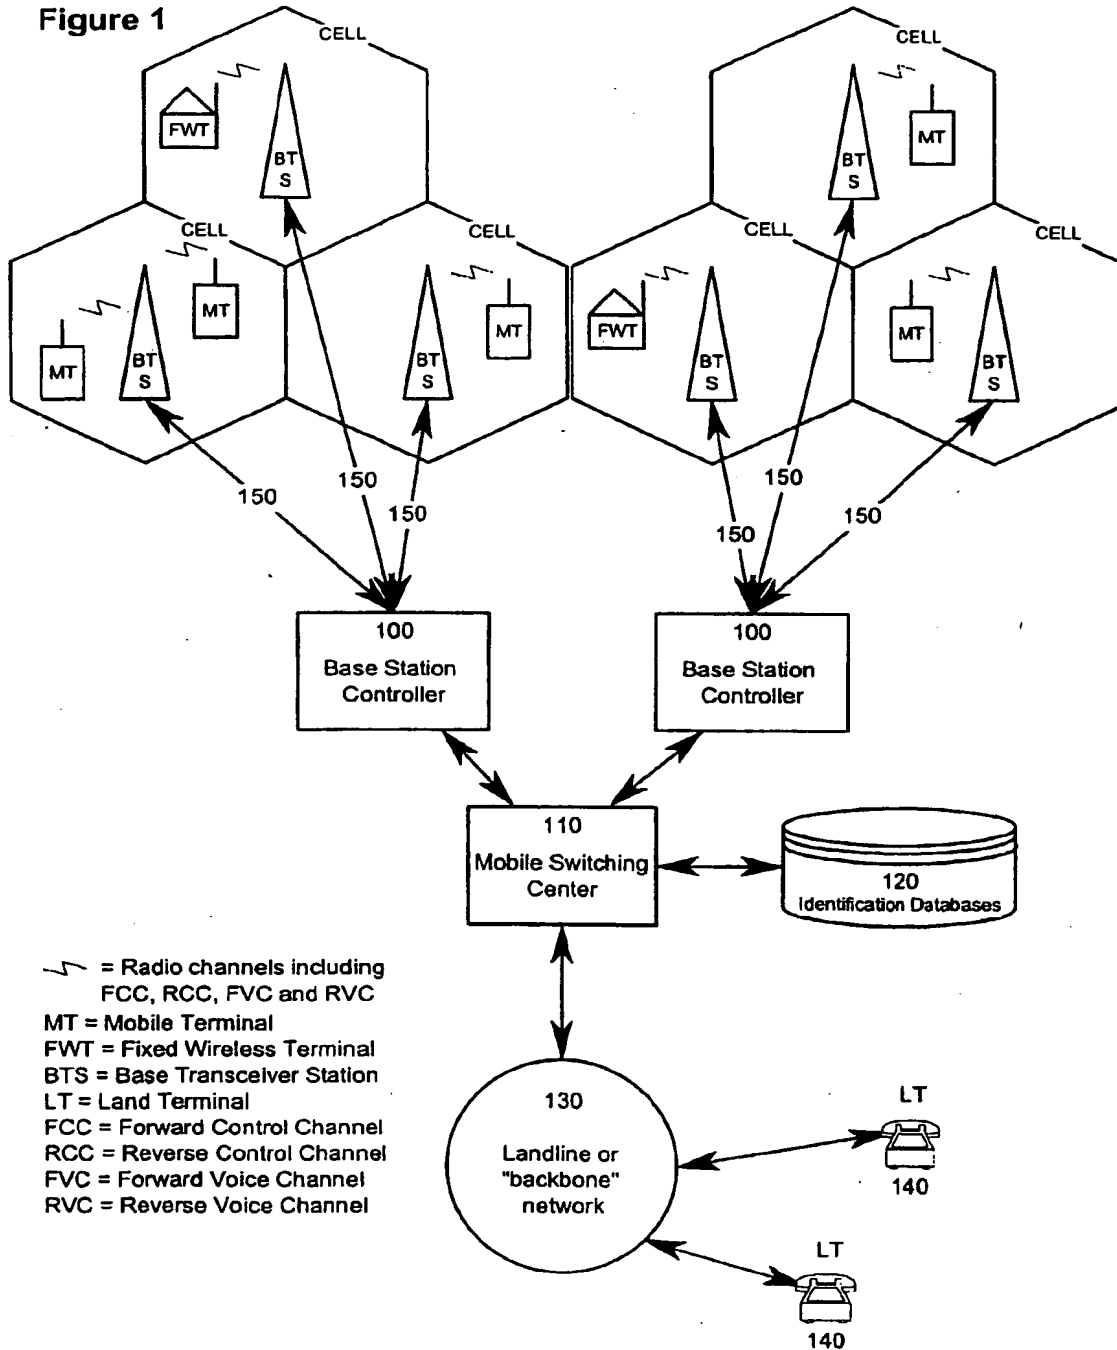 Figure 1
CELL
CELL
FWT
BT
S
BT
S
MT
CELL
CELL
CELL
CELL
MT
BT
S
MT
BT
S
MT
FWT
BT
S
MT
BT
S
150
150
150
150
150
150
100
Base Station
Controller
100
Base Station
Controller
110
Mobile Switching
Center
120
Identification Databases
= Radio channels including
FCC, RCC, FVC and RVC
MT = Mobile Terminal
FWT = Fixed Wireless Terminal
BTS = Base Transceiver Station
LT = Land Terminal
FCC = Forward Control Channel
RCC = Reverse Control Channel
FVC = Forward Voice Channel
RVC = Reverse Voice Channel
130
Landline or
"backbone"
network
LT
140
LT
140